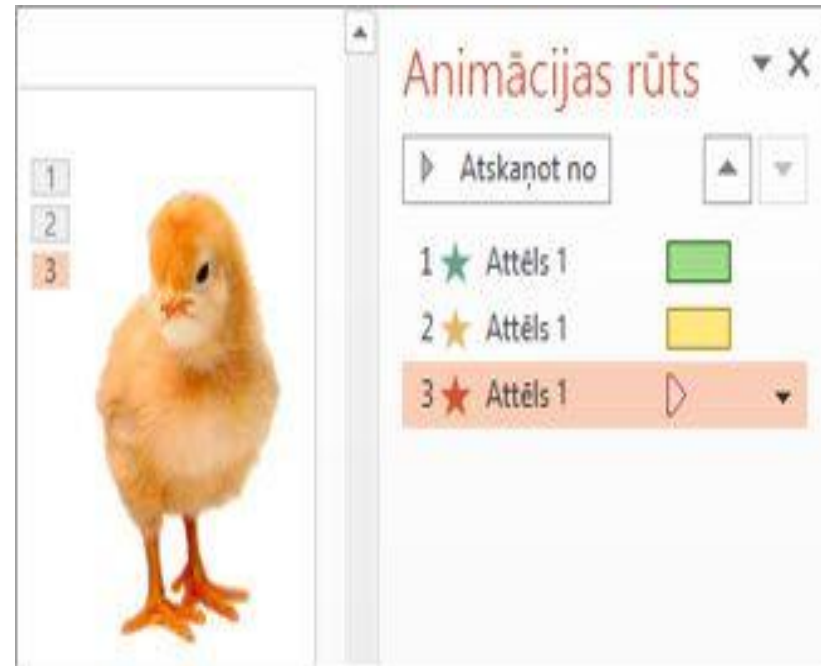 Animācijas rūts
Atskaņot no
1
2
3
1 Attēls 1
2 Attēls 1
3 Attēls 1